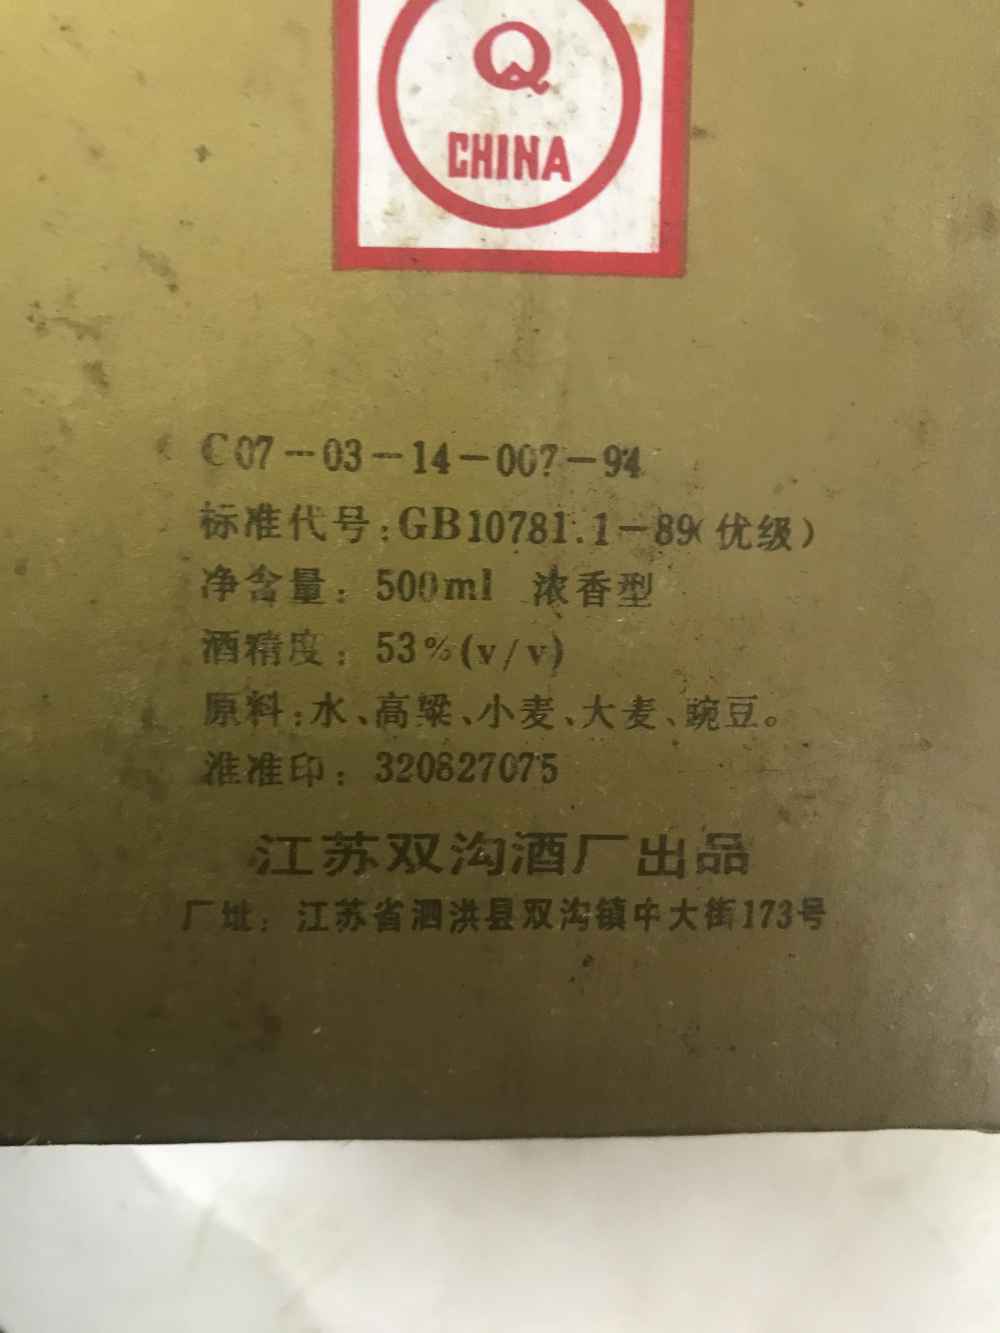 Q
CHINA
C07-03-14-007-94
标准代号:GB10781.1-89(优级)
净含量: 500ml 浓香型
酒精度: 53%(v/v)
原料:水、高粱、小麦、大麦、豌豆。
淮准印: 320827075
江苏双沟酒厂出品
厂址: 江苏省泗洪县双沟镇中大街173号